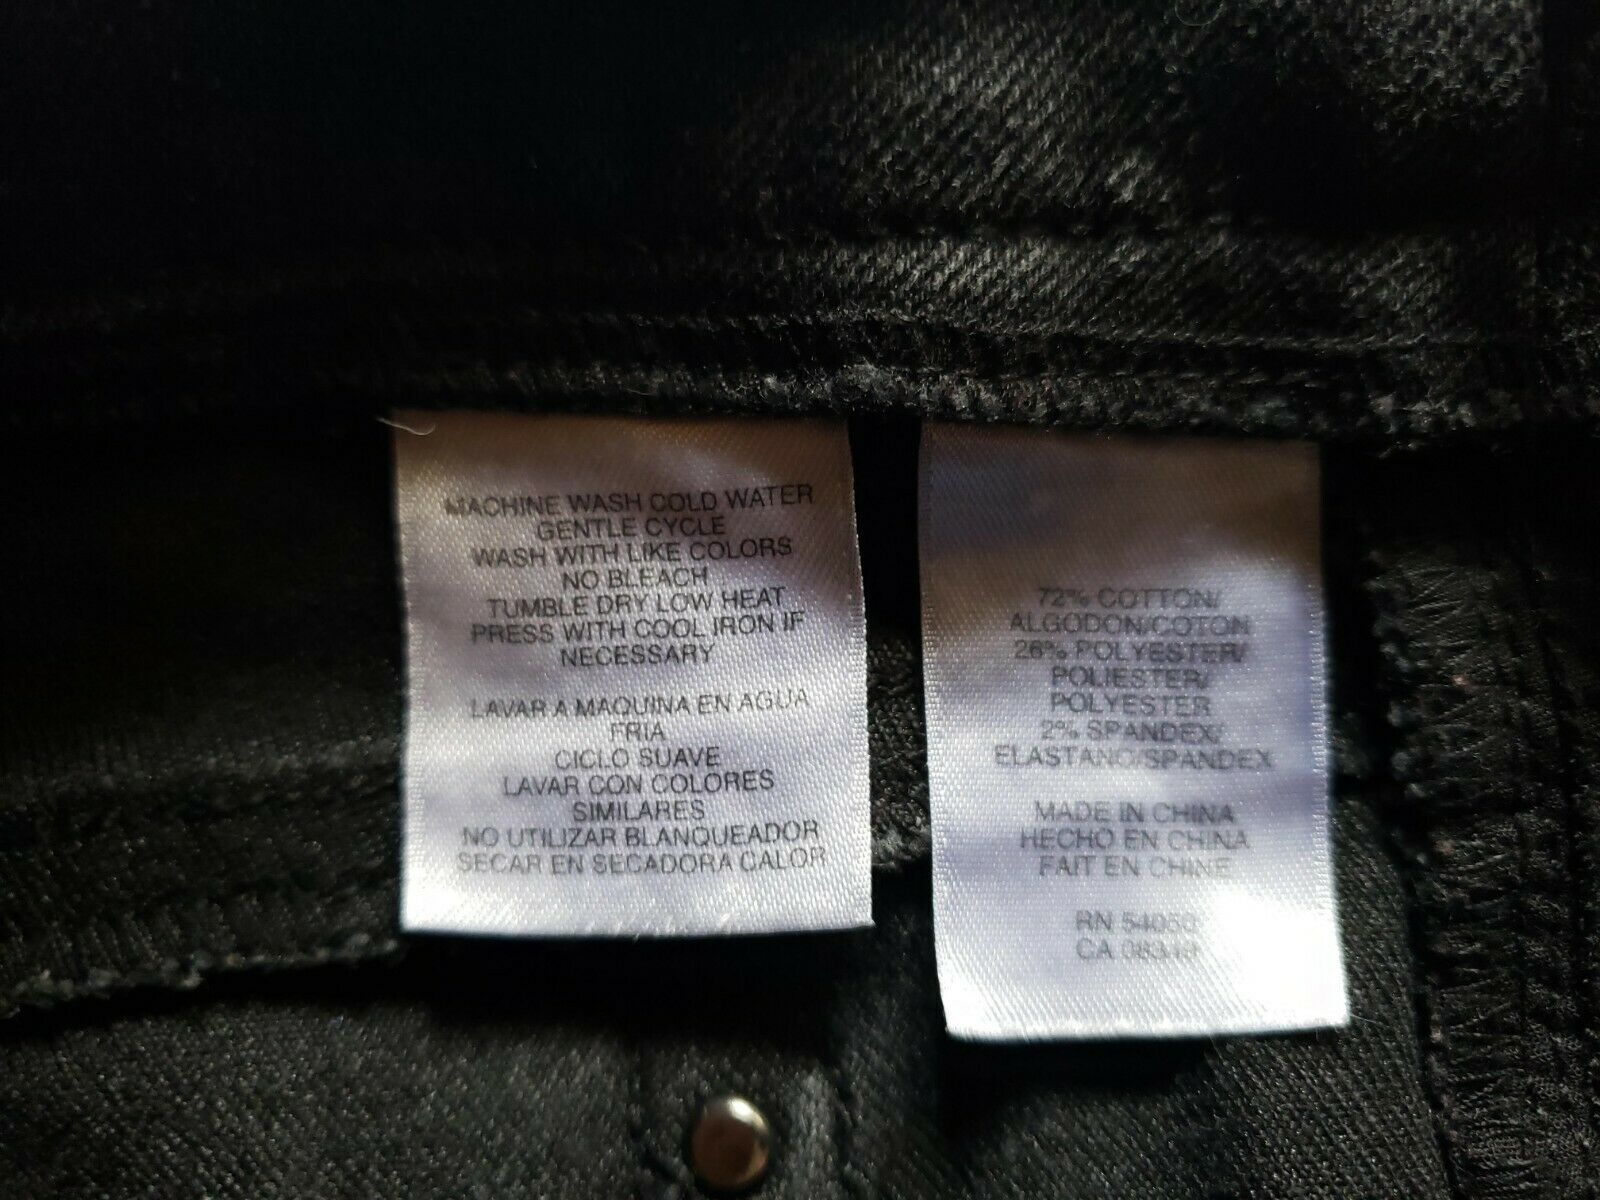 MACHINE WASH COLD WATER
GENTLE CYCLE
WASH WITH LIKE COLORS
NO BLEACH
TUMBLE DRY LOW HEAT
PRESS WITH COOL IRON IF
NECESSARY
LAVAR A MAQUINA EN AGUA
FRIA
CICLO SUAVE
LAVAR CON COLORES
SIMILARES
NO UTILIZAR BLANQUEADOR
SECAR EN SECADORA CALOR
72% COTTON/
ALGODON/COTON
26% POLYESTER/
POLIESTER/
POLYESTER
2% SPANDEX/
ELASTANO/SPANDEX
MADE IN CHINA
HECHO EN CHINA
FAIT EN CHINE
RN
CA